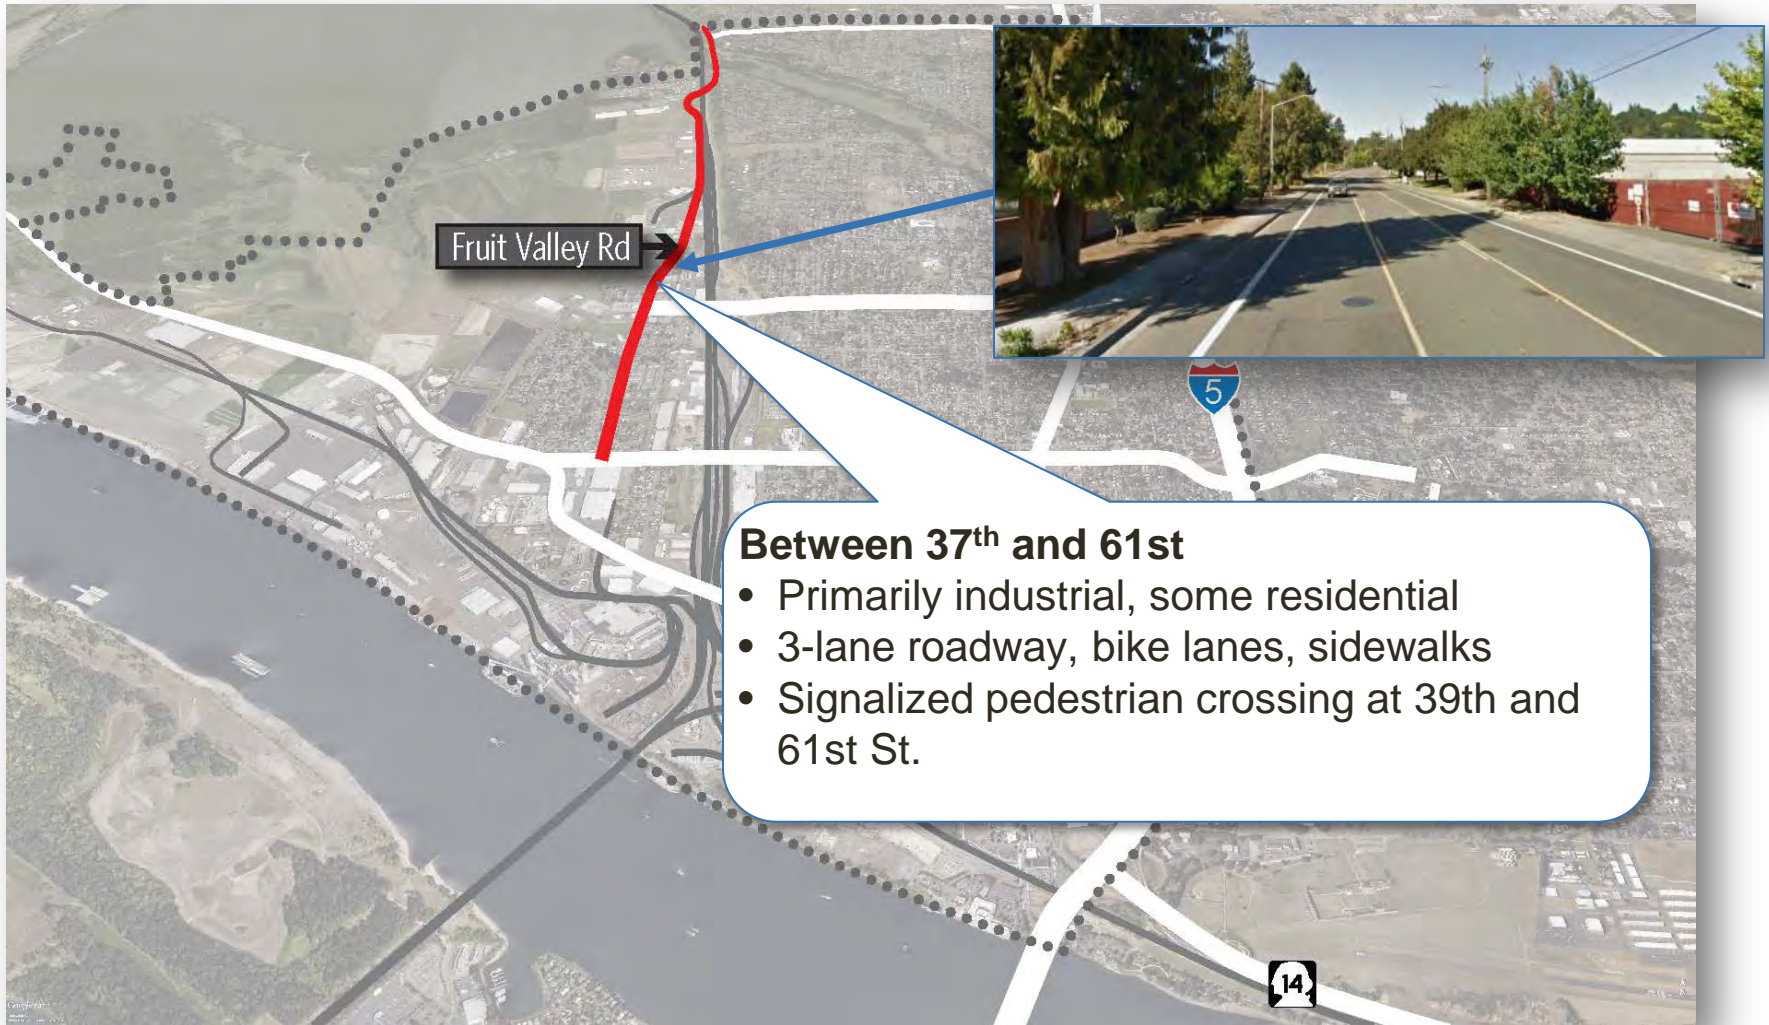 Fruit Valley Rd
5
Between 37th and 61st
• Primarily industrial, some residential
• 3-lane roadway, bike lanes, sidewalks
• Signalized pedestrian crossing at 39th and
61st St.
14